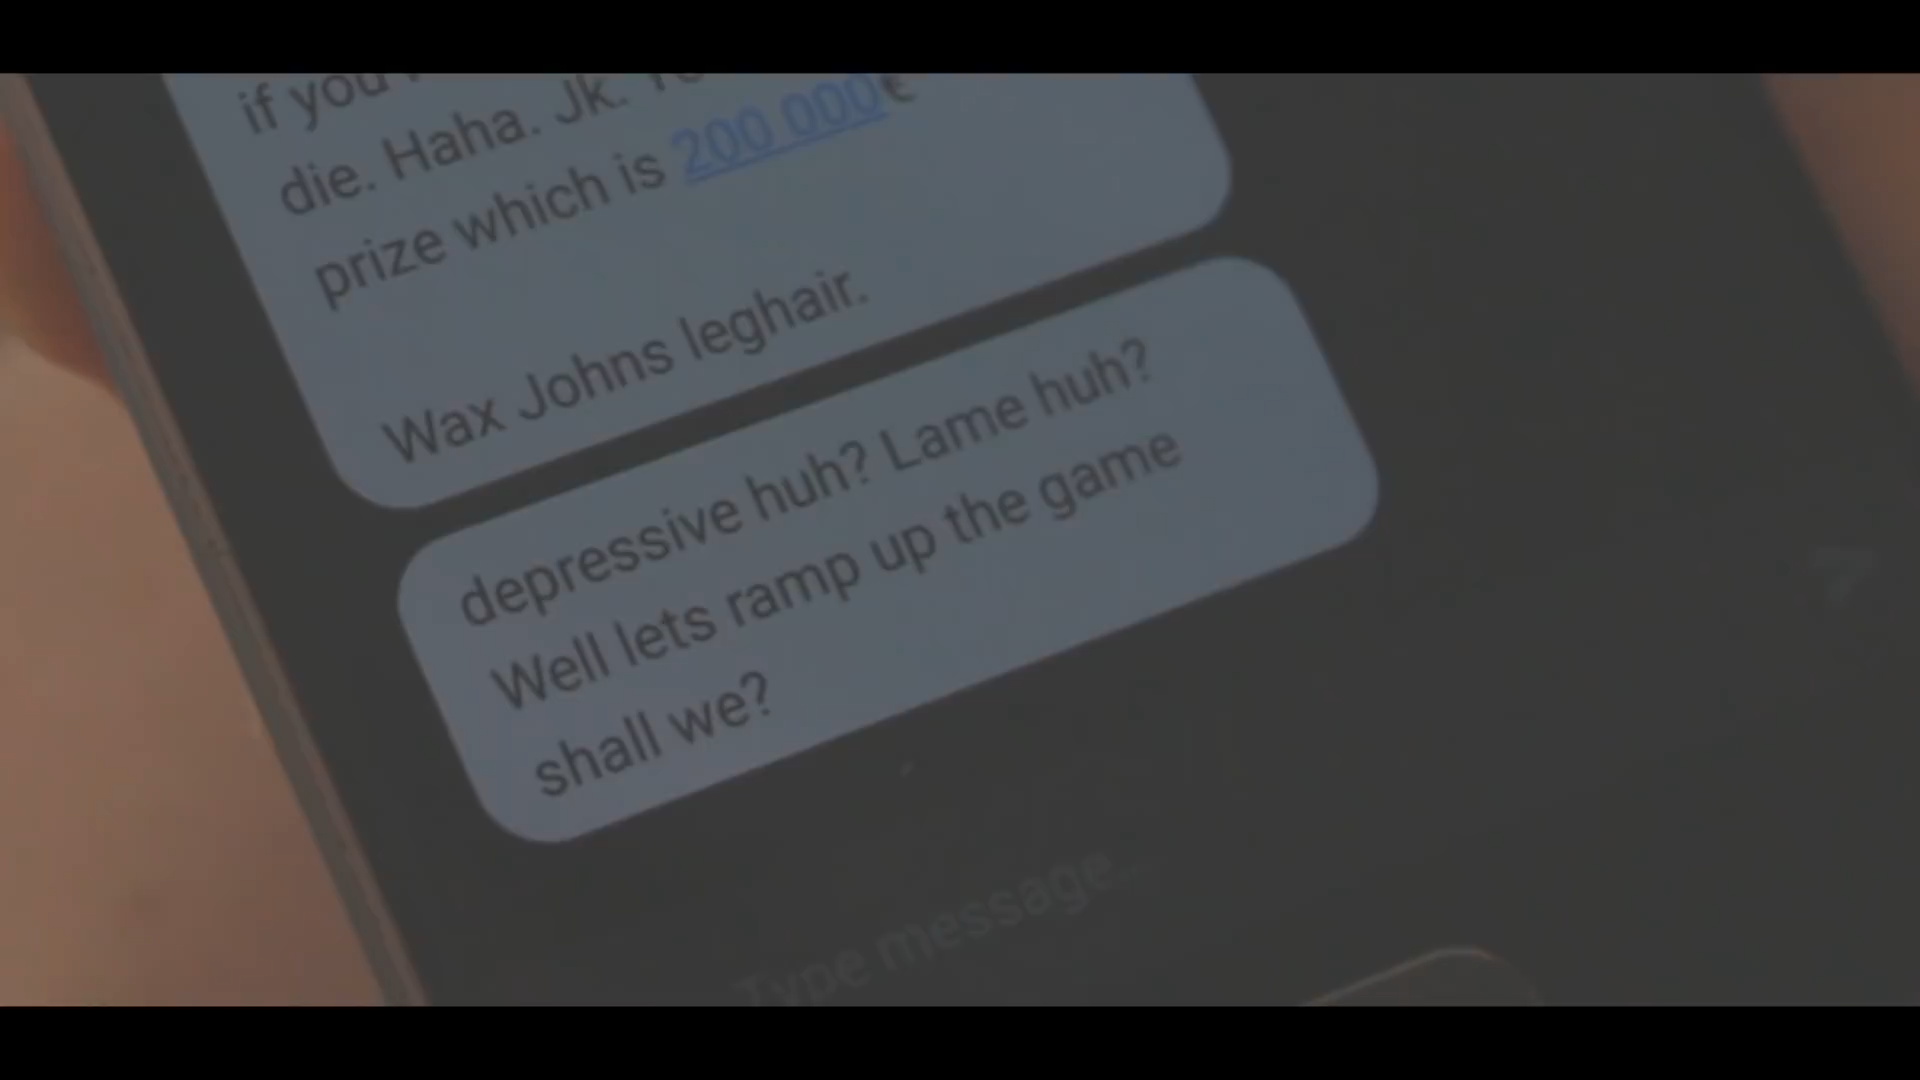 if you
die. Haha. Jk.
prize which is 200 000€
Wax Johns leghair.
depressive huh? Lame huh?
Well lets ramp up the game
shall we?
Type message...